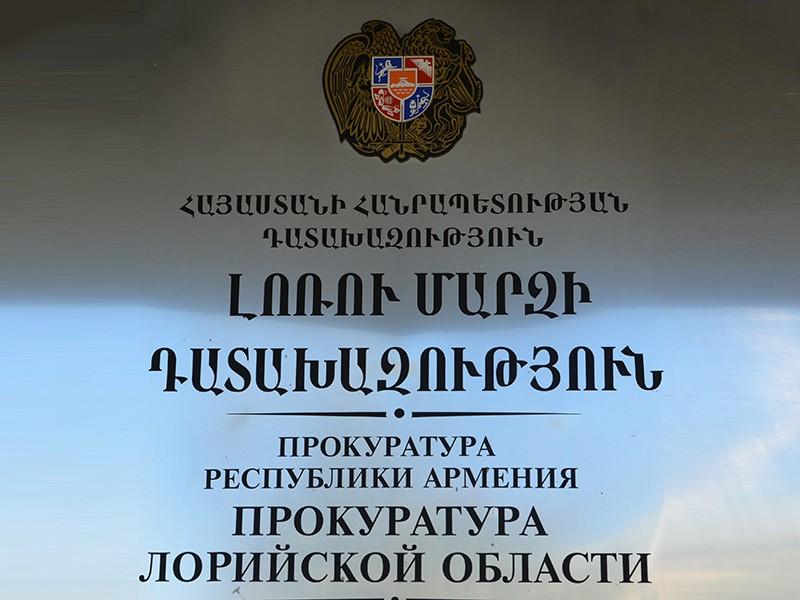 ՀԱՅԱՍՏԱՆԻ ՀԱՆՐԱՊԵՏՈՒԹՅԱՆ
ԴԱՏԱԽԱԶՈՒԹՅՈՒՆ
ԼՈՌՈՒ ՄԱՐԶԻ
ԴԱՏԱԽԱԶՈՒԹՅՈՒՆ
ПРОКУРАТУРА
РЕСПУБЛИКИ АРМЕНИЯ
ПРОКУРАТУРА
ЛОРИЙСКОЙ ОБЛАСТИ